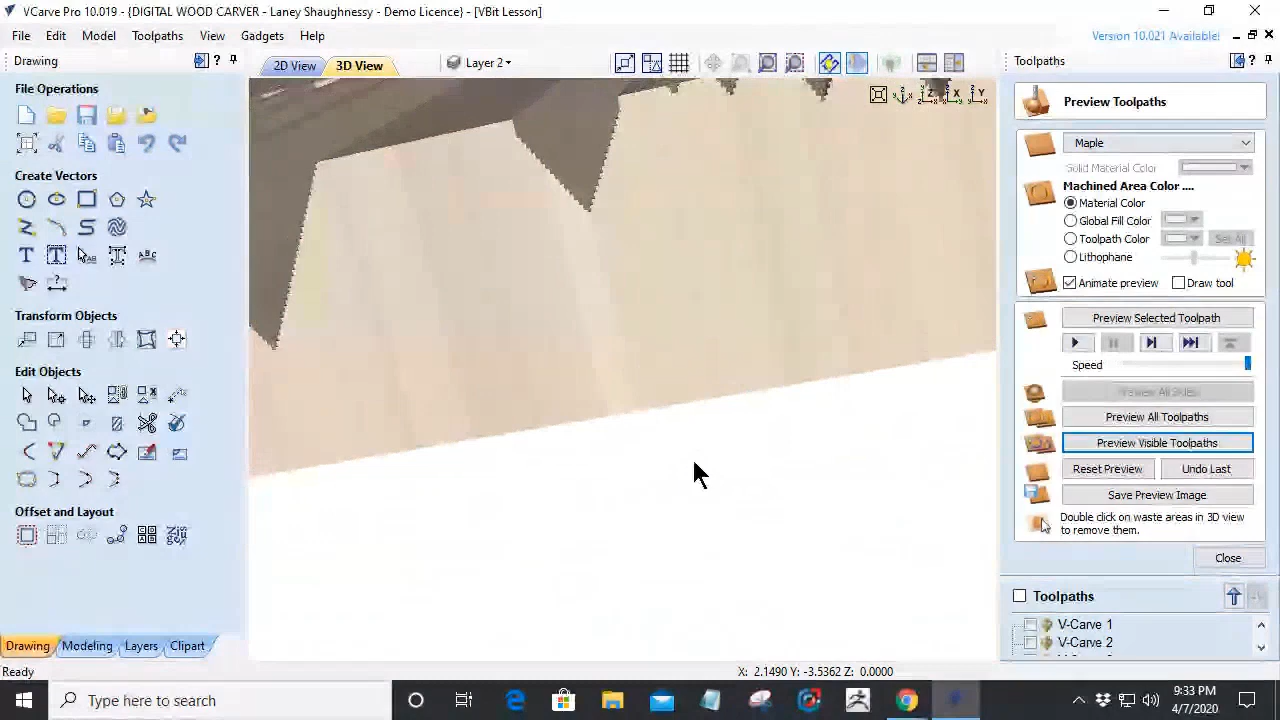 VCarve Pro 10.019 - {DIGITAL WOOD CARVER - Laney Shaughnessy - Demo Licence} - [VBit Lesson]
File Edit Model Toolpaths View Gadgets Help
Version 10.021 Available!
Drawing
2D View
3D View
Layer 2
Toolpaths
File Operations
Create Vectors
Transform Objects
Edit Objects
Offset and Layout
Drawing Modeling Layers Clipart
Ready
X: 2.1490 Y: -3.5362 Z: 0.0000
Preview Toolpaths
Maple
Solid Material Color
Machined Area Color ....
Material Color
Global Fill Color
Toolpath Color
Set All
Lithophane
Animate preview
Draw tool
Preview Selected Toolpath
Speed
Preview All Sides
Preview All Toolpaths
Preview Visible Toolpaths
Reset Preview
Undo Last
Save Preview Image
Double click on waste areas in 3D view
to remove them.
Close
Toolpaths
V-Carve 1
V-Carve 2
Type here to search
9:33 PM
4/7/2020